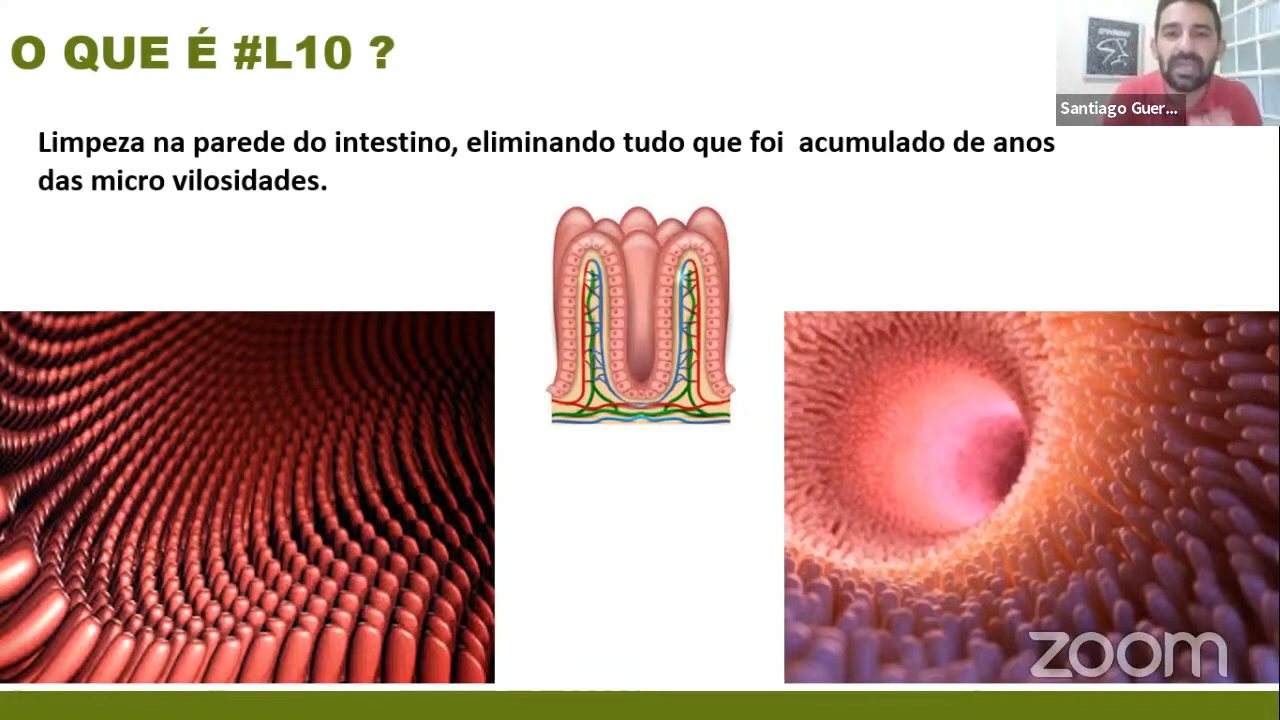 O QUE É #L10 ?
Santiago Guer...
Limpeza na parede do intestino, eliminando tudo que foi  acumulado de anos
das micro vilosidades.
zoom